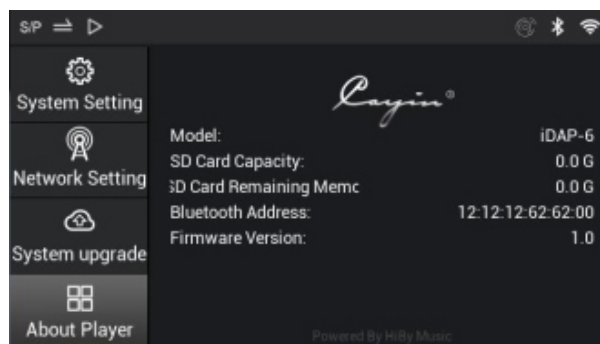 S/P
System Setting
Network Setting
System upgrade
About Player
Cayin®
Model: iDAP-6
SD Card Capacity: 0.0 G
SD Card Remaining Memc 0.0 G
Bluetooth Address: 12:12:12:62:62:00
Firmware Version: 1.0
Powered By HiBy Music